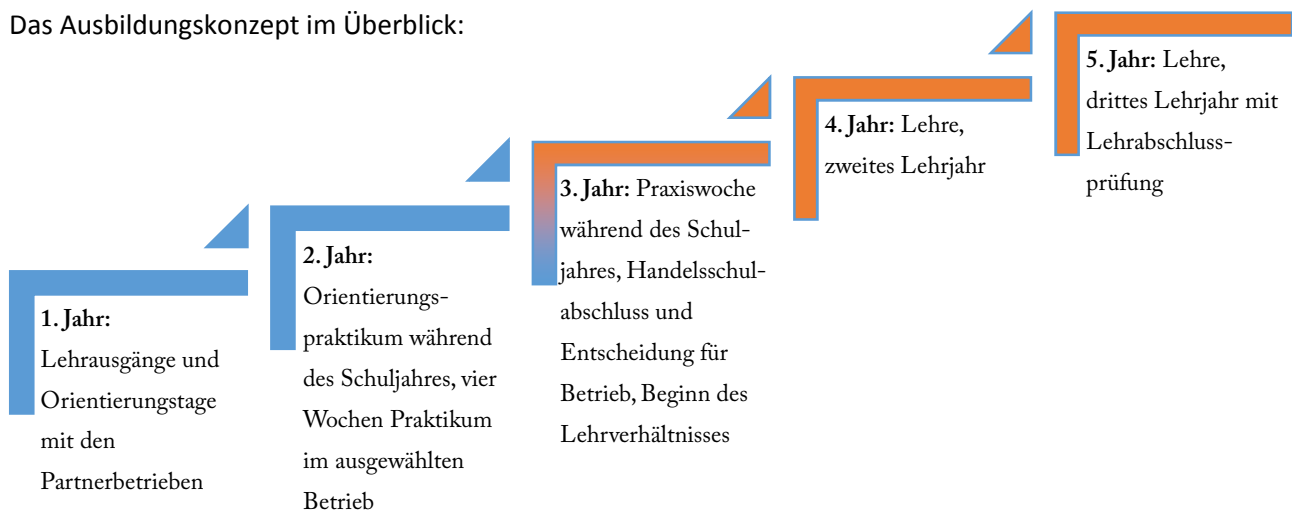 Das Ausbildungskonzept im Überblick:
1. Jahr:
Lehrausgänge und
Orientierungstage
mit den
Partnerbetrieben
2. Jahr:
Orientierungs-
praktikum während
des Schuljahres, vier
Wochen Praktikum
im ausgewählten
Betrieb
3. Jahr: Praxiswoche
während des Schul-
jahres, Handelsschul-
abschluss und
Entscheidung für
Betrieb, Beginn des
Lehrverhältnisses
4. Jahr: Lehre,
zweites Lehrjahr
5. Jahr: Lehre,
drittes Lehrjahr mit
Lehrabschluss-
prüfung